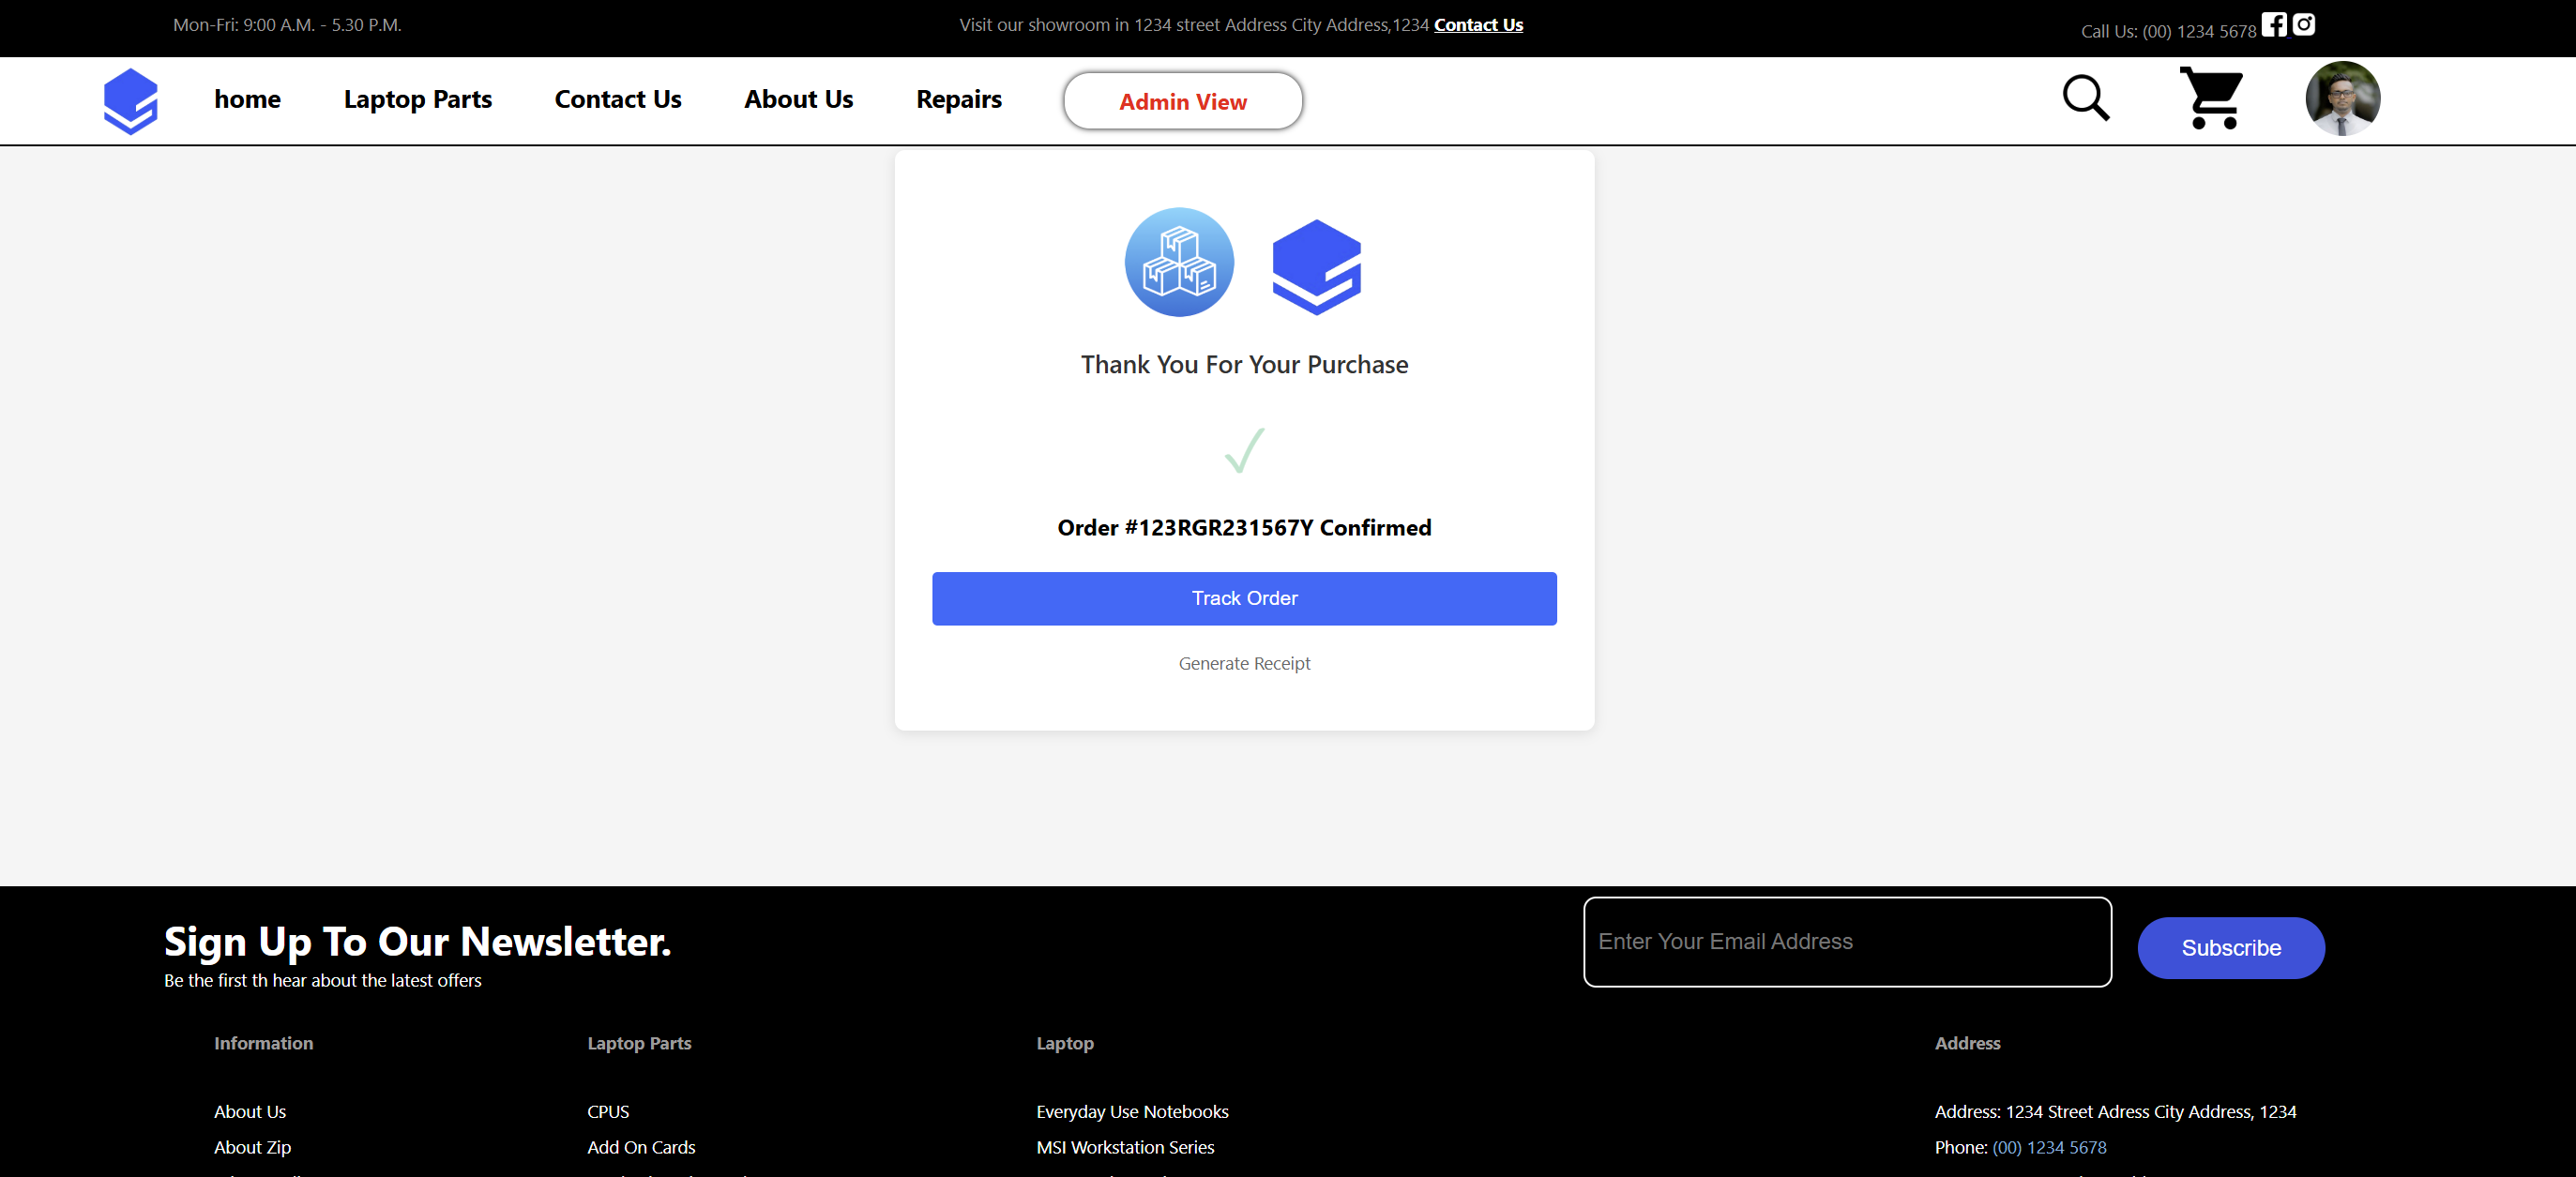 Mon-Fri: 9:00 A.M. - 5.30 P.M.
Visit our showroom in 1234 street Address City Address,1234 Contact Us
Call Us: (00) 1234 5678
home
Laptop Parts
Contact Us
About Us
Repairs
Admin View
Thank You For Your Purchase
Order #123RGR231567Y Confirmed
Track Order
Generate Receipt
Sign Up To Our Newsletter.
Be the first th hear about the latest offers
Enter Your Email Address
Subscribe
Information
About Us
About Zip
Laptop Parts
CPUS
Add On Cards
Laptop
Everyday Use Notebooks
MSI Workstation Series
Address
Address: 1234 Street Adress City Address, 1234
Phone: (00) 1234 5678